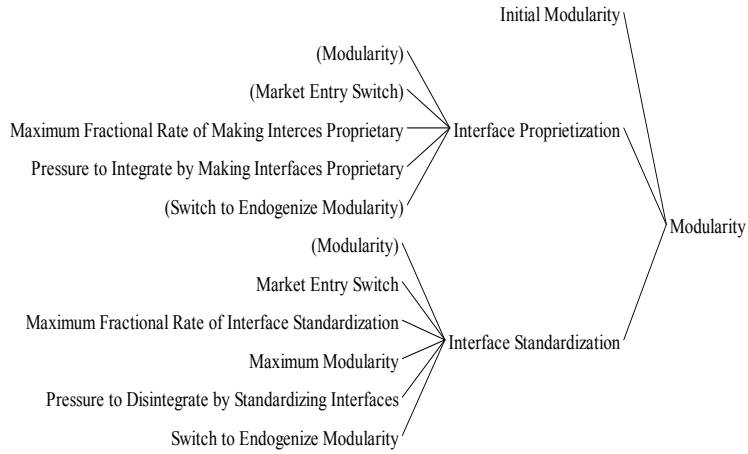 Initial Modularity
(Modularity)
(Market Entry Switch)
Maximum Fractional Rate of Making Interces Proprietary
Interface Proprietization
Pressure to Integrate by Making Interfaces Proprietary
(Switch to Endogenize Modularity)
Modularity
(Modularity)
Market Entry Switch
Maximum Fractional Rate of Interface Standardization
Interface Standardization
Maximum Modularity
Pressure to Disintegrate by Standardizing Interfaces
Switch to Endogenize Modularity